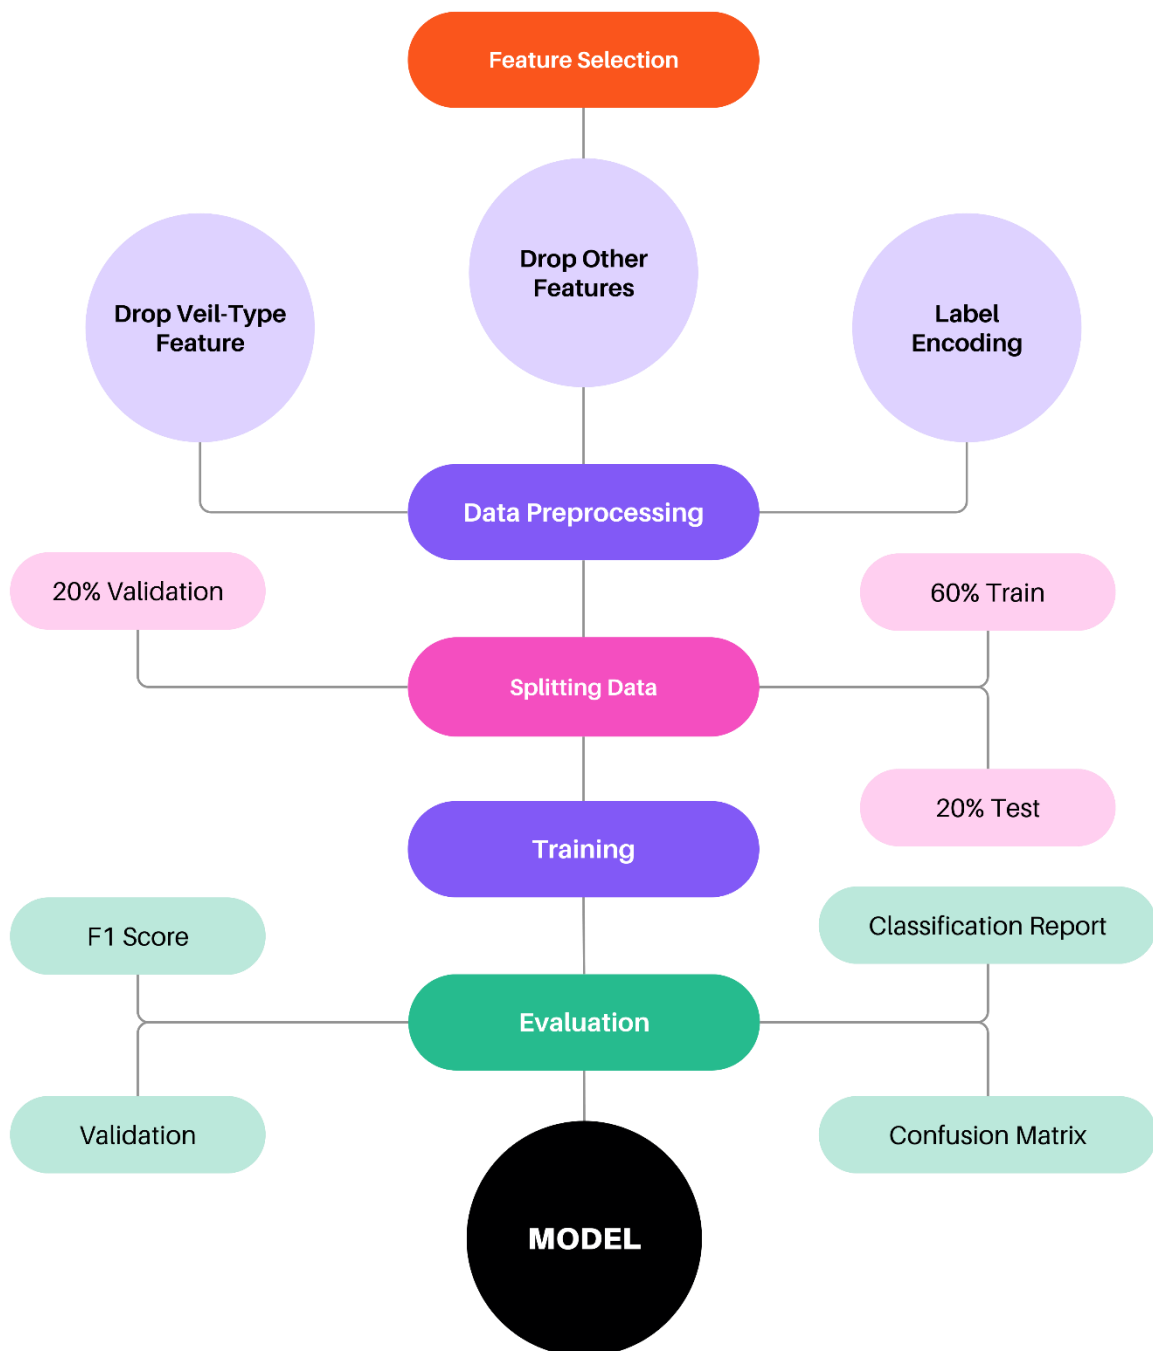 Feature Selection
Drop Other
Features
Drop Veil-Type
Feature
Label
Encoding
Data Preprocessing
20% Validation
60% Train
Splitting Data
20% Test
Training
F1 Score
Classification Report
Evaluation
Validation
Confusion Matrix
MODEL